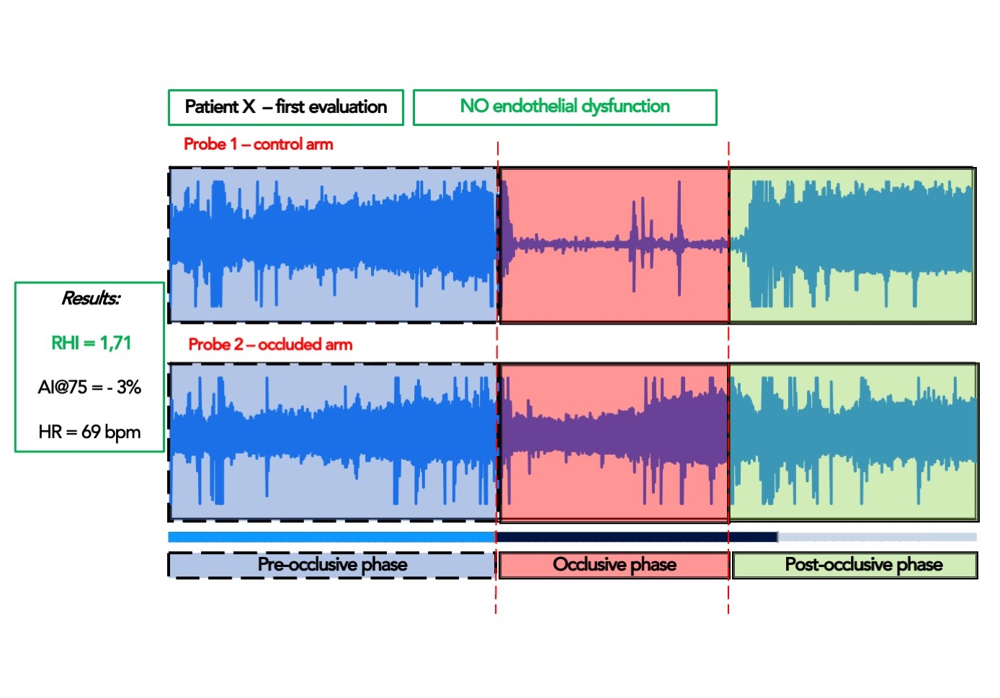 Patient X – first evaluation
NO endothelial dysfunction
Probe 1 – control arm
Results:
RHI = 1,71
AI@75 = - 3%
HR = 69 bpm
Probe 2 – occluded arm
Pre-occlusive phase
Occlusive phase
Post-occlusive phase